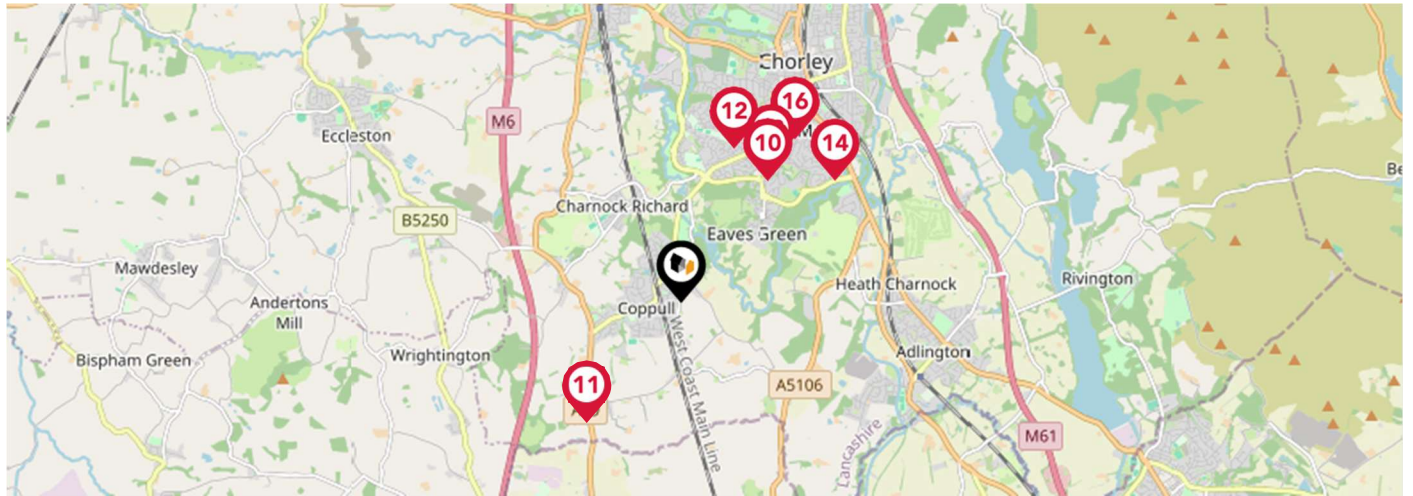 Chorley
16
12
M
10
14
M6
Eccleston
Be
Charnock Richard
B5250
Eaves Green
Mawdesley
Rivington
Heath Charnock
Andertons
Mill
Coppull
West Coast Main Line
Adlington
Wrightington
Bispham Green
11
A5106
M61
Lancashire